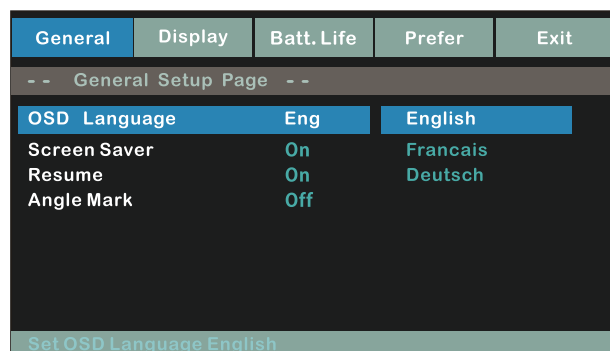 General Display Batt. Life Prefer Exit
-- General Setup Page --
OSD Language Eng English
Screen Saver On Francais
Resume On Deutsch
Angle Mark Off
Set OSD Language English